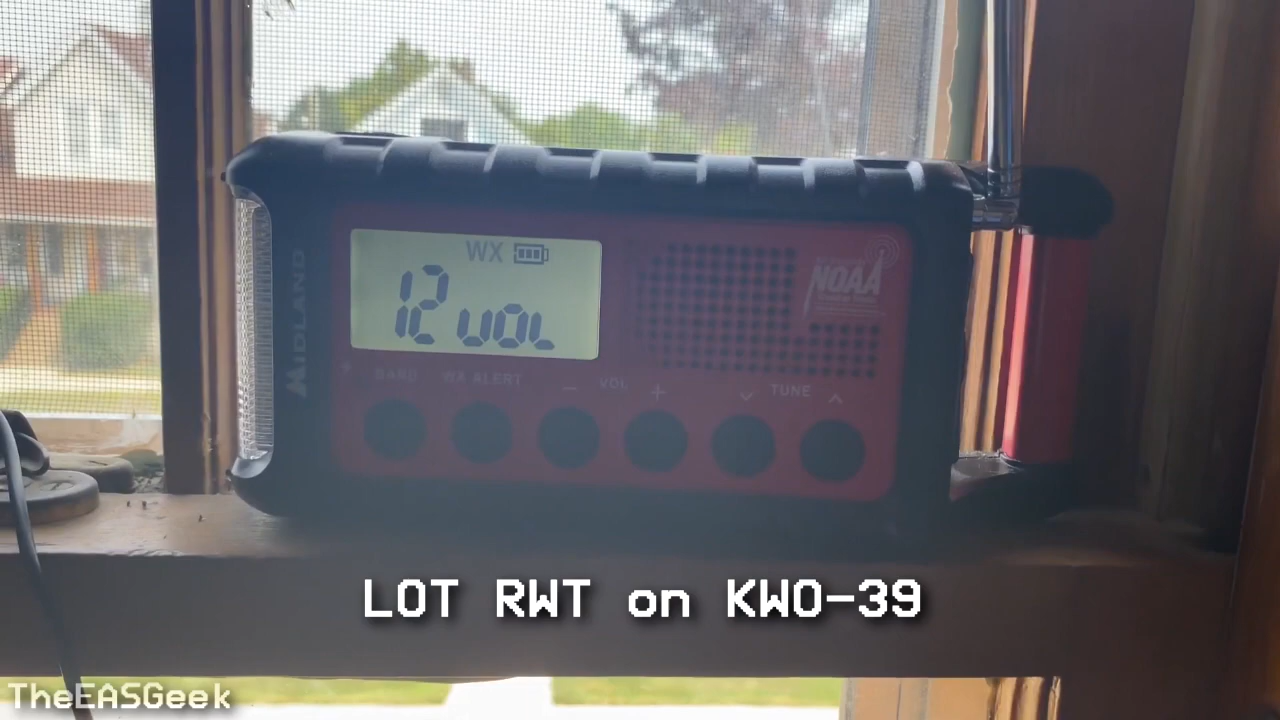 WX
12 VOL
MIDLAND
NOAA
BAND WX ALERT − VOL + TUNE
LOT RWT on KWO-39
TheEASGeek